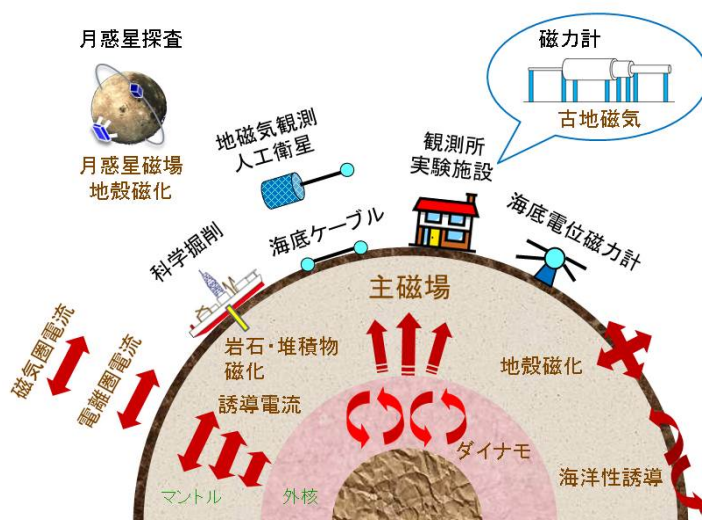 月惑星探査
月惑星磁場
地殻磁化
地磁気観測
人工衛星
磁力計
古地磁気
観測所
実験施設
科学掘削
海底ケーブル
海底電位磁力計
主磁場
岩石・堆積物
磁化
地殻磁化
磁気圏電流
電離圏電流
誘導電流
ダイナモ
海洋性誘導
マントル
外核